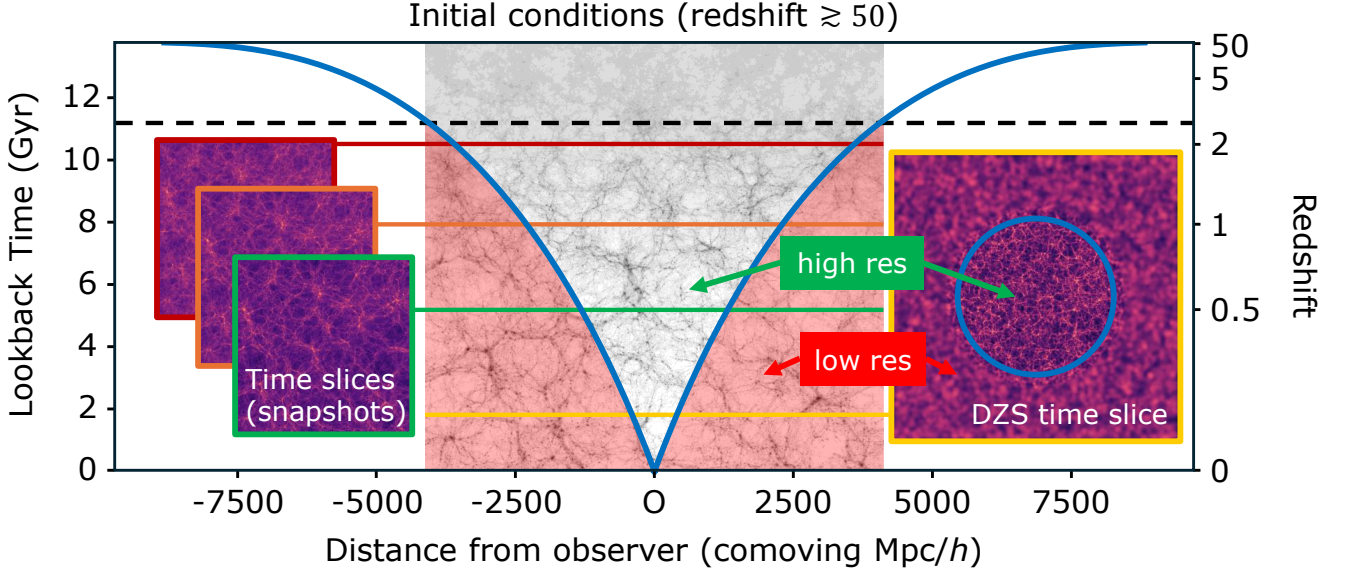 Initial conditions (redshift ≳ 50)
Lookback Time (Gyr)
12
10
8
6
4
2
0
50
5
2
1
0.5
0
Redshift
Time slices
(snapshots)
high res
low res
DZS time slice
-7500
-5000
-2500
O
2500
5000
7500
Distance from observer (comoving Mpc/h)